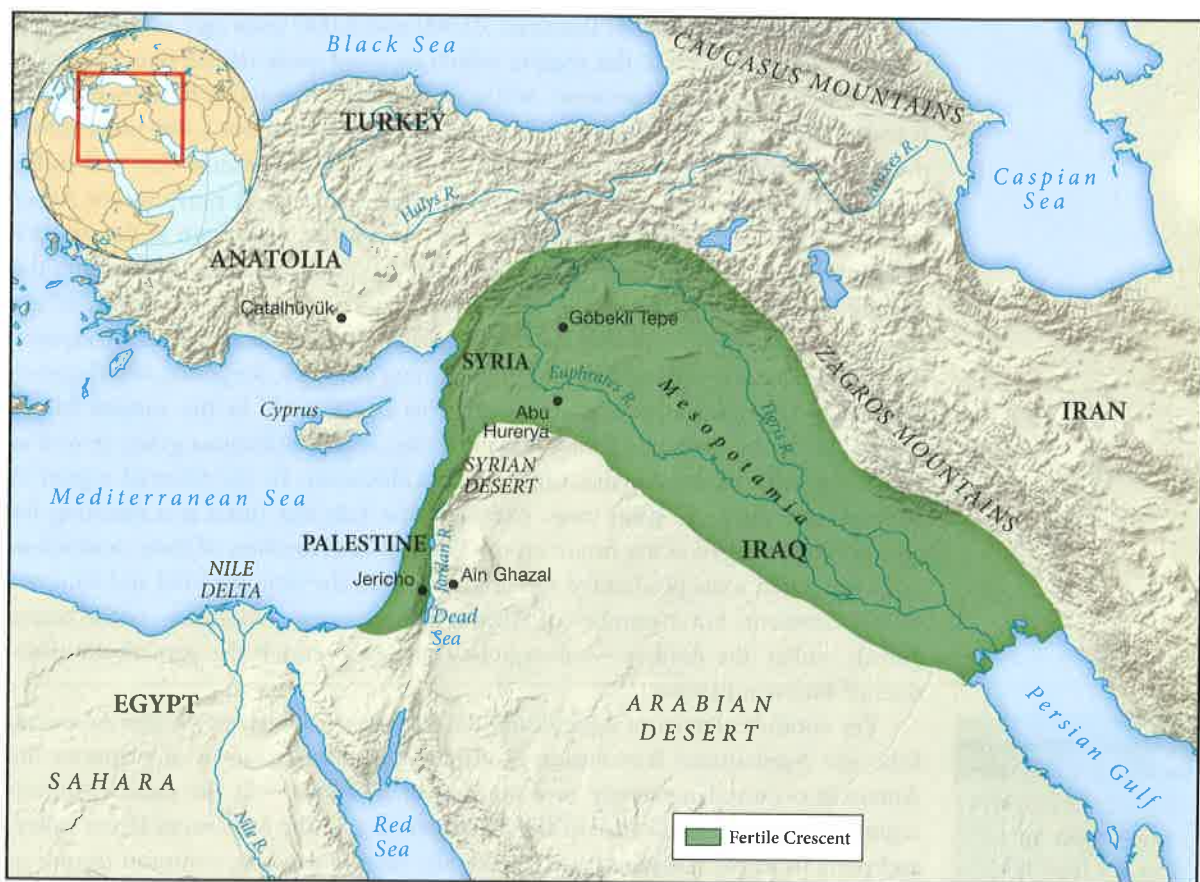 Black Sea
CAUCASUS MOUNTAINS
TURKEY
Araxes R.
Caspian
Sea
Halys R.
ANATOLIA
Çatalhüyük
Göbekli Tepe
SYRIA
Euphrates R.
Mesopotamia
Tigris R.
ZAGROS MOUNTAINS
IRAN
Cyprus
Abu
Hurerya
SYRIAN
DESERT
Mediterranean Sea
PALESTINE
Jordan R.
IRAQ
NILE
DELTA
Jericho
Ain Ghazal
Dead
Sea
EGYPT
ARABIAN
DESERT
Persian Gulf
SAHARA
Nile R.
Red
Sea
Fertile Crescent